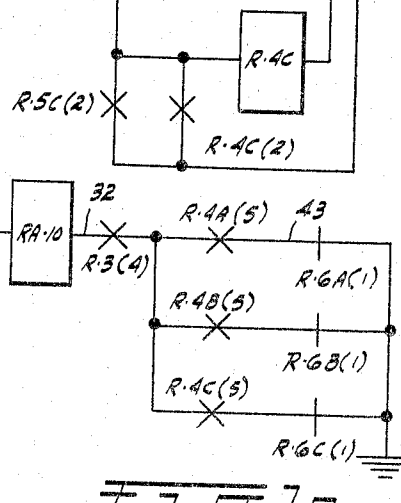 R·4C
R·5C(2)
R·4C(2)
32
R·4A(5)
43
RA·10
R·3(4)
R·6A(1)
R·4B(5)
R·6B(1)
R·4C(5)
R·6C(1)